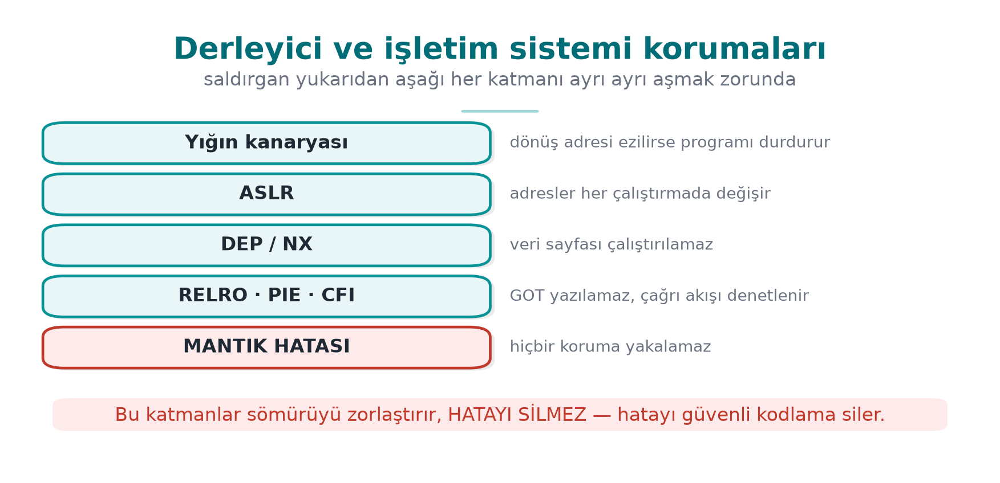 Derleyici ve işletim sistemi korumaları
saldırgan yukarıdan aşağı her katmanı ayrı ayrı aşmak zorunda
Yığın kanaryası
dönüş adresi ezilirse programı durdurur
ASLR
adresler her çalıştırmada değişir
DEP / NX
veri sayfası çalıştırılamaz
RELRO · PIE · CFI
GOT yazılamaz, çağrı akışı denetlenir
MANTIK HATASI
hiçbir koruma yakalamaz
Bu katmanlar sömürüyü zorlaştırır, HATAYI SİLMEZ — hatayı güvenli kodlama siler.